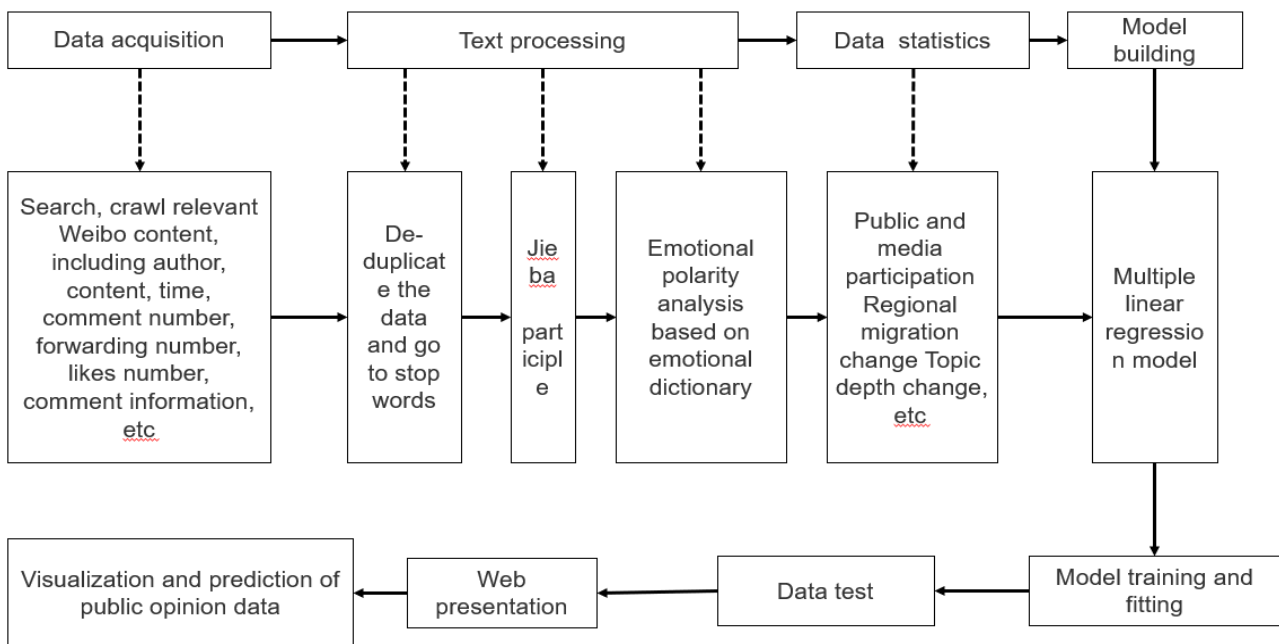 Data acquisition
Text processing
Data statistics
Model
building
Search, crawl relevant
Weibo content,
including author,
content, time,
comment number,
forwarding number,
likes number,
comment information,
etc
De-
duplicat
e the
data
and go
to stop
words
Jie
ba
part
icipl
e
Emotional
polarity
analysis
based on
emotional
dictionary
Public and
media
participation
Regional
migration
change Topic
depth change,
etc
Multiple
linear
regressio
n model
Visualization and prediction of
public opinion data
Web
presentation
Data test
Model training and
fitting